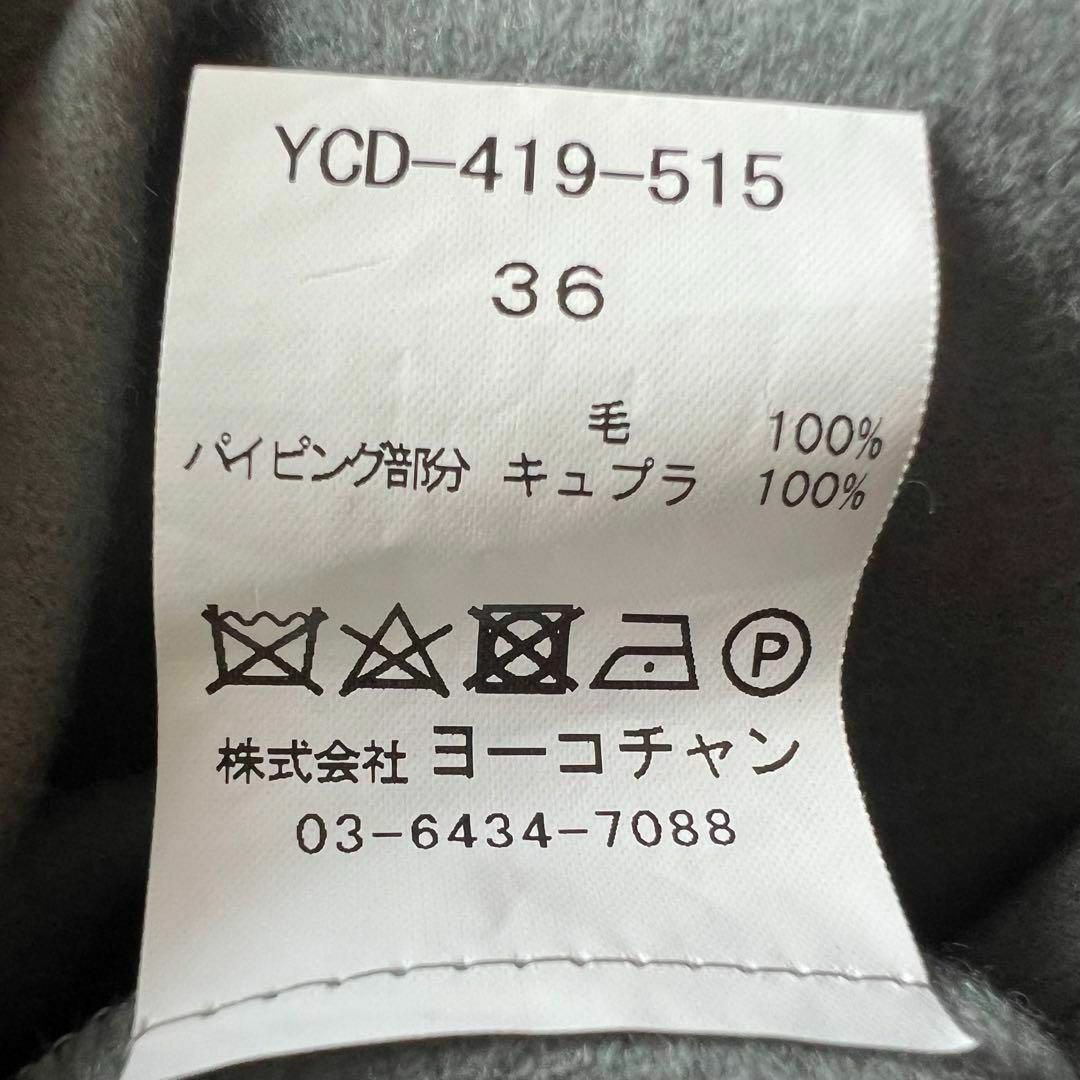 YCD-419-515
36
毛 100%
パイピング部分 キュプラ 100%
P
株式会社 ヨーコチャン
03-6434-7088